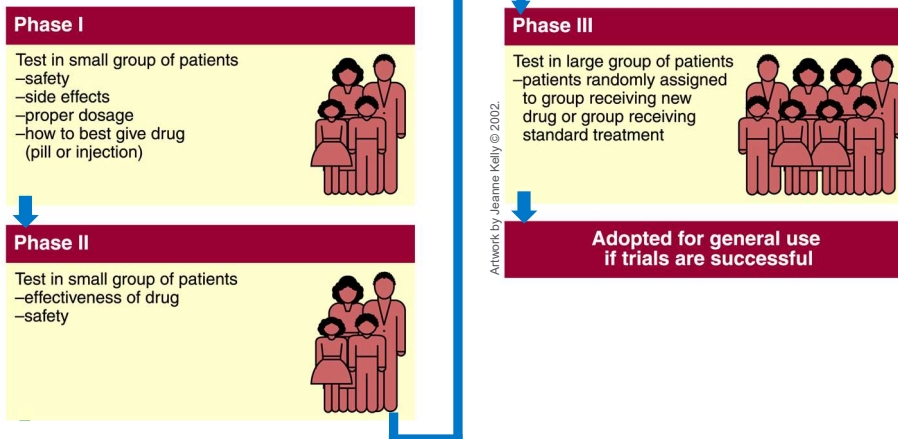 Phase I
Test in small group of patients
–safety
–side effects
–proper dosage
–how to best give drug
(pill or injection)
Phase II
Test in small group of patients
–effectiveness of drug
–safety
Phase III
Test in large group of patients
–patients randomly assigned
to group receiving new
drug or group receiving
standard treatment
Adopted for general use
if trials are successful
Artwork by Jeanne Kelly © 2002.